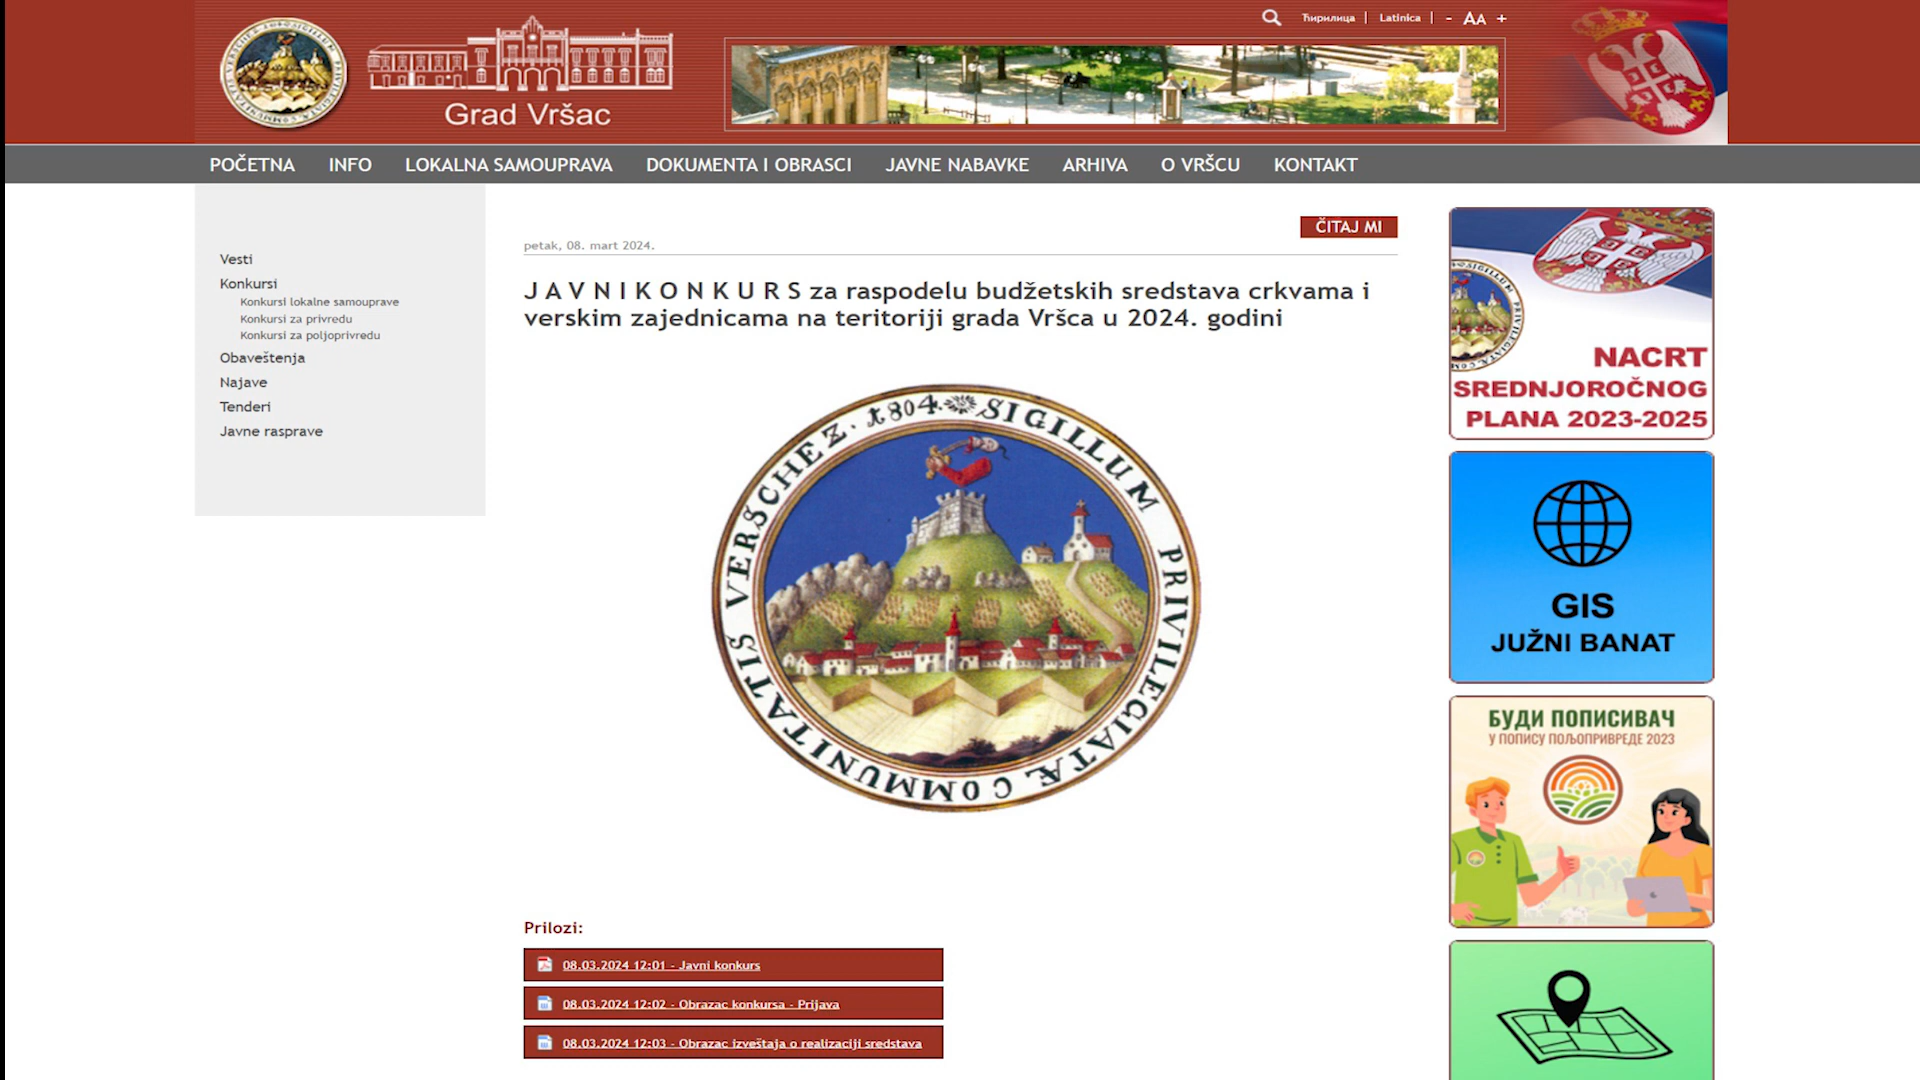 Ћирилица | Latinica | - AA +
Grad Vršac
POČETNA INFO LOKALNA SAMOUPRAVA DOKUMENTA I OBRASCI JAVNE NABAVKE ARHIVA O VRŠCU KONTAKT
Vesti
Konkursi
Konkursi lokalne samouprave
Konkursi za privredu
Konkursi za poljoprivredu
Obaveštenja
Najave
Tenderi
Javne rasprave
ČITAJ MI
petak, 08. mart 2024.
J A V N I K O N K U R S za raspodelu budžetskih sredstava crkvama i
verskim zajednicama na teritoriji grada Vršca u 2024. godini
SIGILLUM PRIVILEGIATÆ COMMUNITATIS VERSCHEZ. 1804
Prilozi:
08.03.2024 12:01 - Javni konkurs
08.03.2024 12:02 - Obrazac konkursa - Prijava
08.03.2024 12:03 - Obrazac izveštaja o realizaciji sredstava
NACRT
SREDNJOROČNOG
PLANA 2023-2025
GIS
JUŽNI BANAT
БУДИ ПОПИСИВАЧ
У ПОПИСУ ПОЉОПРИВРЕДЕ 2023